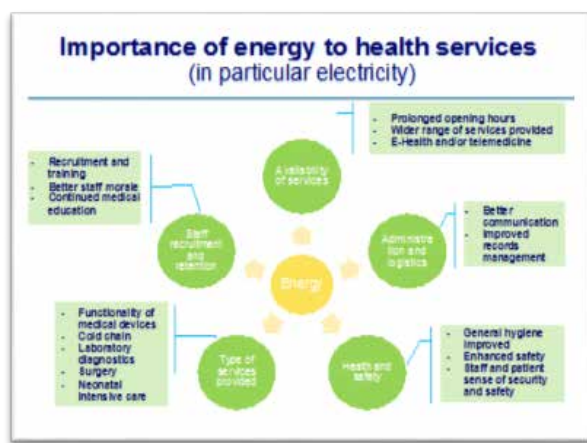 Importance of energy to health services
(in particular electricity)
- Prolonged opening hours
- Wider range of services provided
- E-Health and/or telemedicine
Availability
of services
- Recruitment and
training
- Better staff morale
- Continued medical
education
Staff
recruitment
and
retention
- Better
communication
- Improved
records
management
Administra
tion and
logistics
Energy
- Functionality of
medical devices
- Cold chain
- Laboratory
diagnostics
- Surgery
- Neonatal
intensive care
Type of
services
provided
Health and
safety
- General hygiene
improved
- Enhanced safety
- Staff and patient
sense of security
and safety